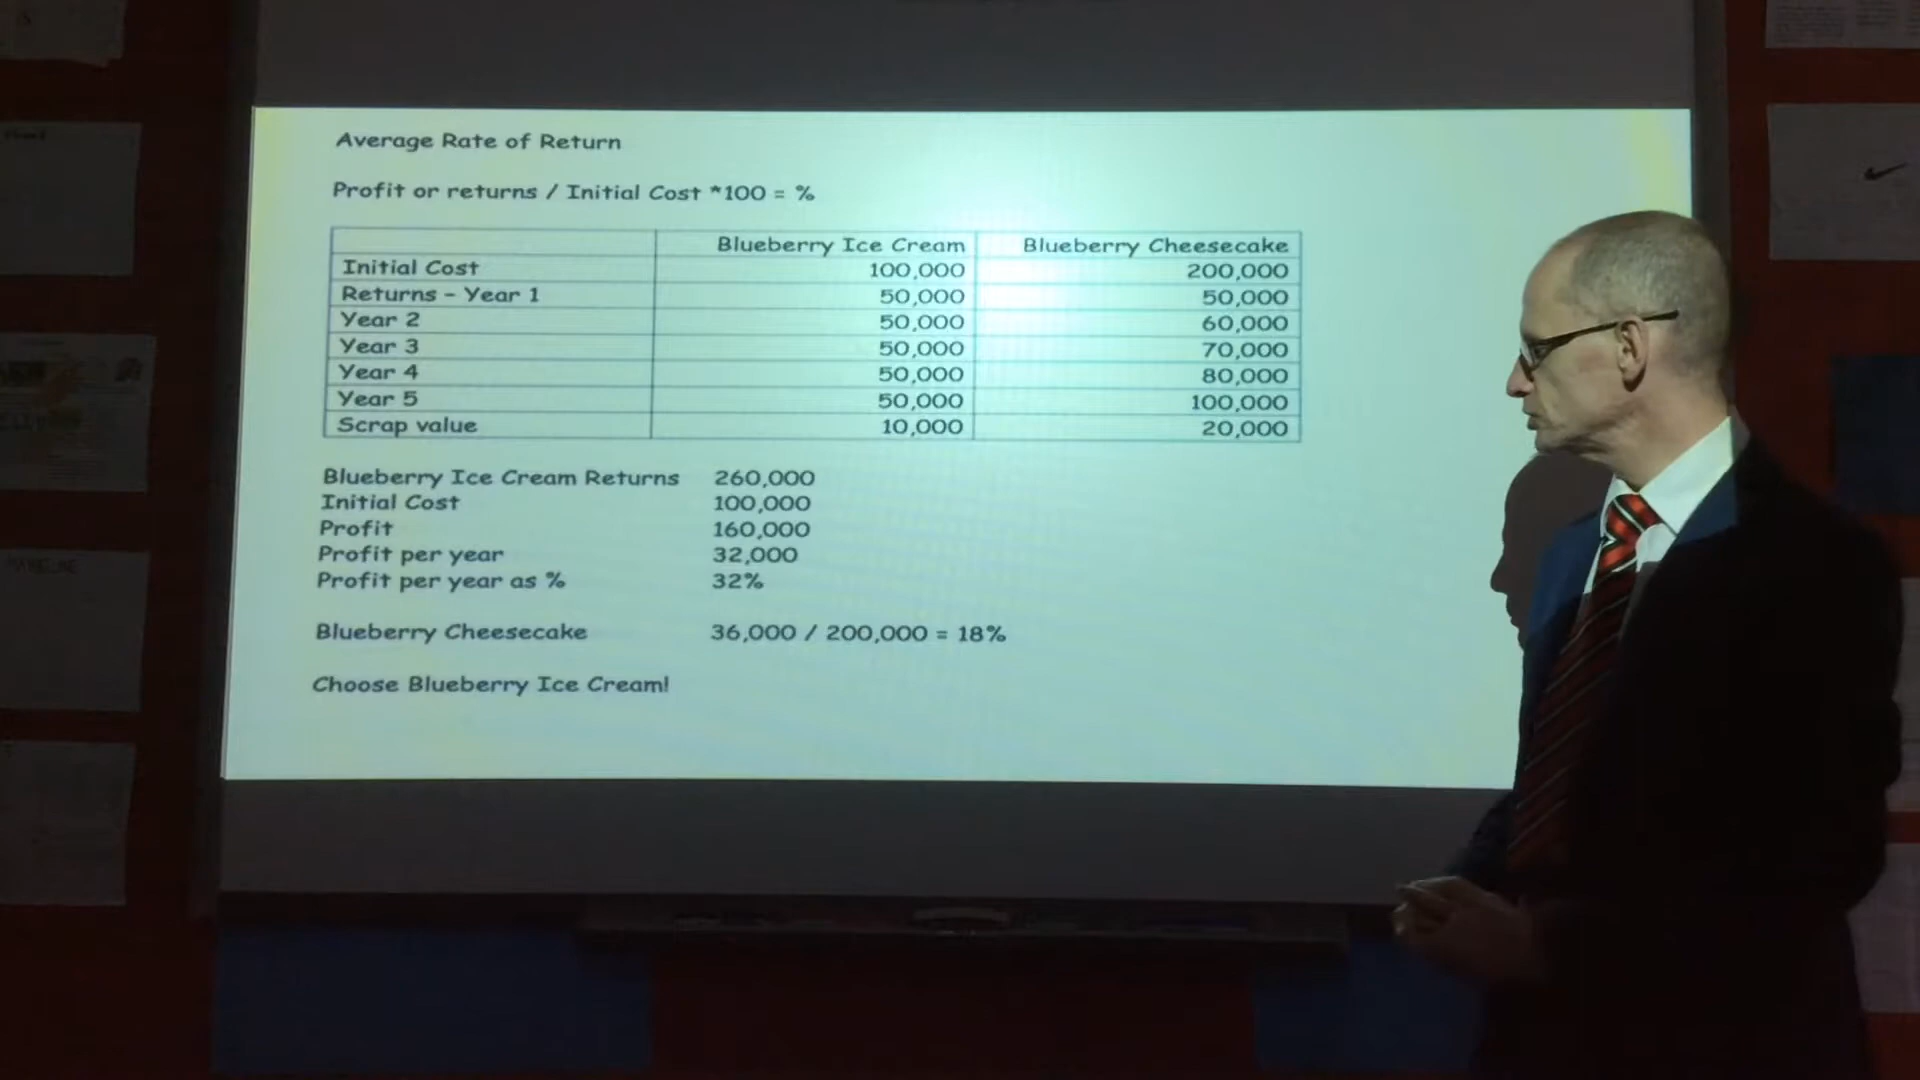 Average Rate of Return
Profit or returns / Initial Cost *100 = %
Blueberry Ice Cream Blueberry Cheesecake
Initial Cost 100,000 200,000
Returns - Year 1 50,000 50,000
Year 2 50,000 60,000
Year 3 50,000 70,000
Year 4 50,000 80,000
Year 5 50,000 100,000
Scrap value 10,000 20,000
Blueberry Ice Cream Returns 260,000
Initial Cost 100,000
Profit 160,000
Profit per year 32,000
Profit per year as % 32%
Blueberry Cheesecake 36,000 / 200,000 = 18%
Choose Blueberry Ice Cream!